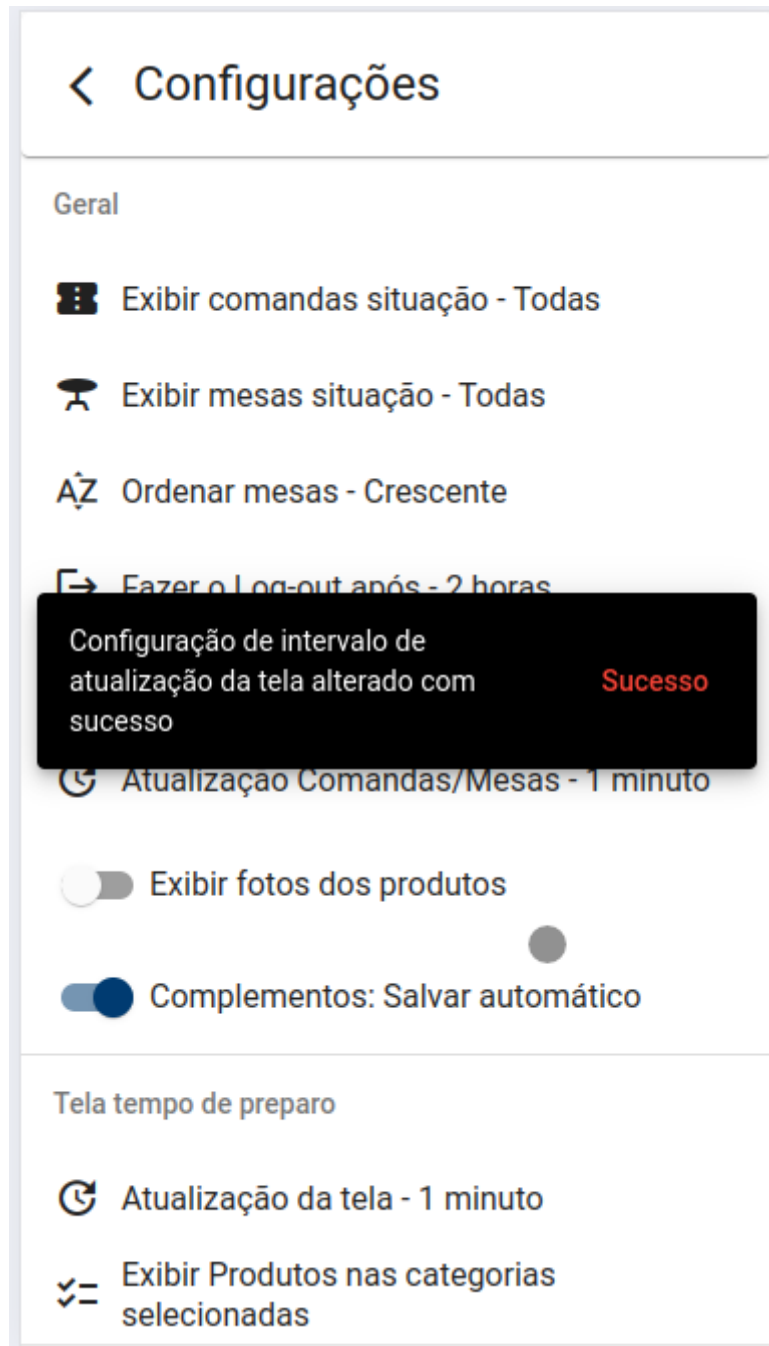 Configurações
Geral
Exibir comandas situação - Todas
Exibir mesas situação - Todas
AZ Ordenar mesas - Crescente
Fazer o Log-out após - 2 horas
Configuração de intervalo de
atualização da tela alterado com
sucesso
Sucesso
Atualização Comandas/Mesas - 1 minuto
Exibir fotos dos produtos
Complementos: Salvar automático
Tela tempo de preparo
Atualização da tela - 1 minuto
Exibir Produtos nas categorias
selecionadas